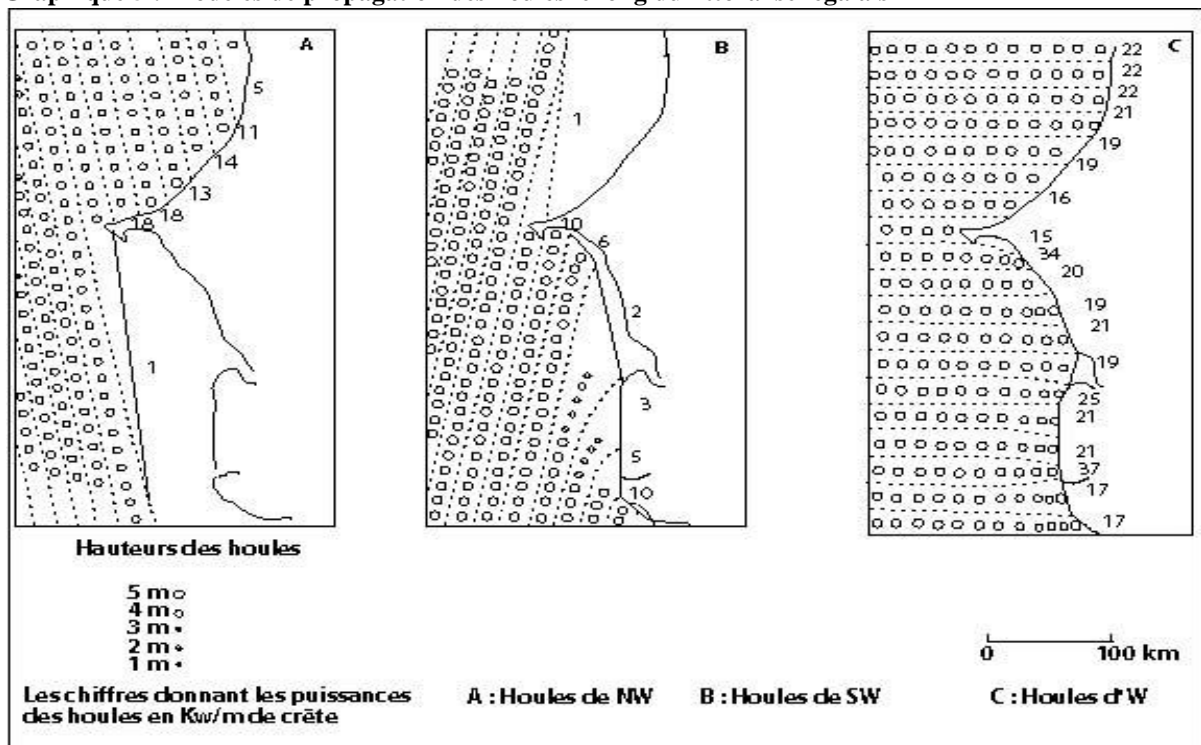 A
5
11
14
13
18
18
1
B
1
10
6
2
3
5
10
C
22
22
22
21
19
19
16
15
34
20
19
21
19
25
21
21
37
17
17
Hauteurs des houles
5 m
4 m
3 m
2 m
1 m
0 100 km
Les chiffres donnant les puissances
des houles en Kw/m de crête
A : Houles de NW B : Houles de SW C : Houles d'W